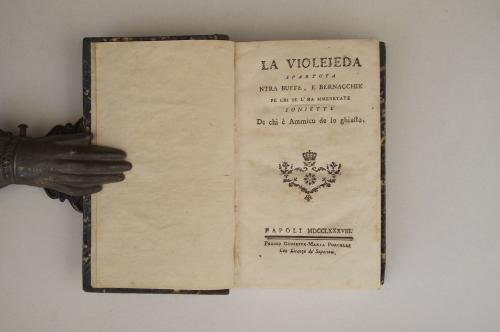 LA VIOLEJEDA
SPARTUTA
NTRA BUFFE, E BERNACCHIE
PE CHI SE L'HA MMERETATE
SONIETTE
De chi è Ammicu de lo ghiusto.
NAPOLI MDCCLXXXVIII.
Presso Giuseppe-Maria Porcelli
Con Licenza de' Superiori.